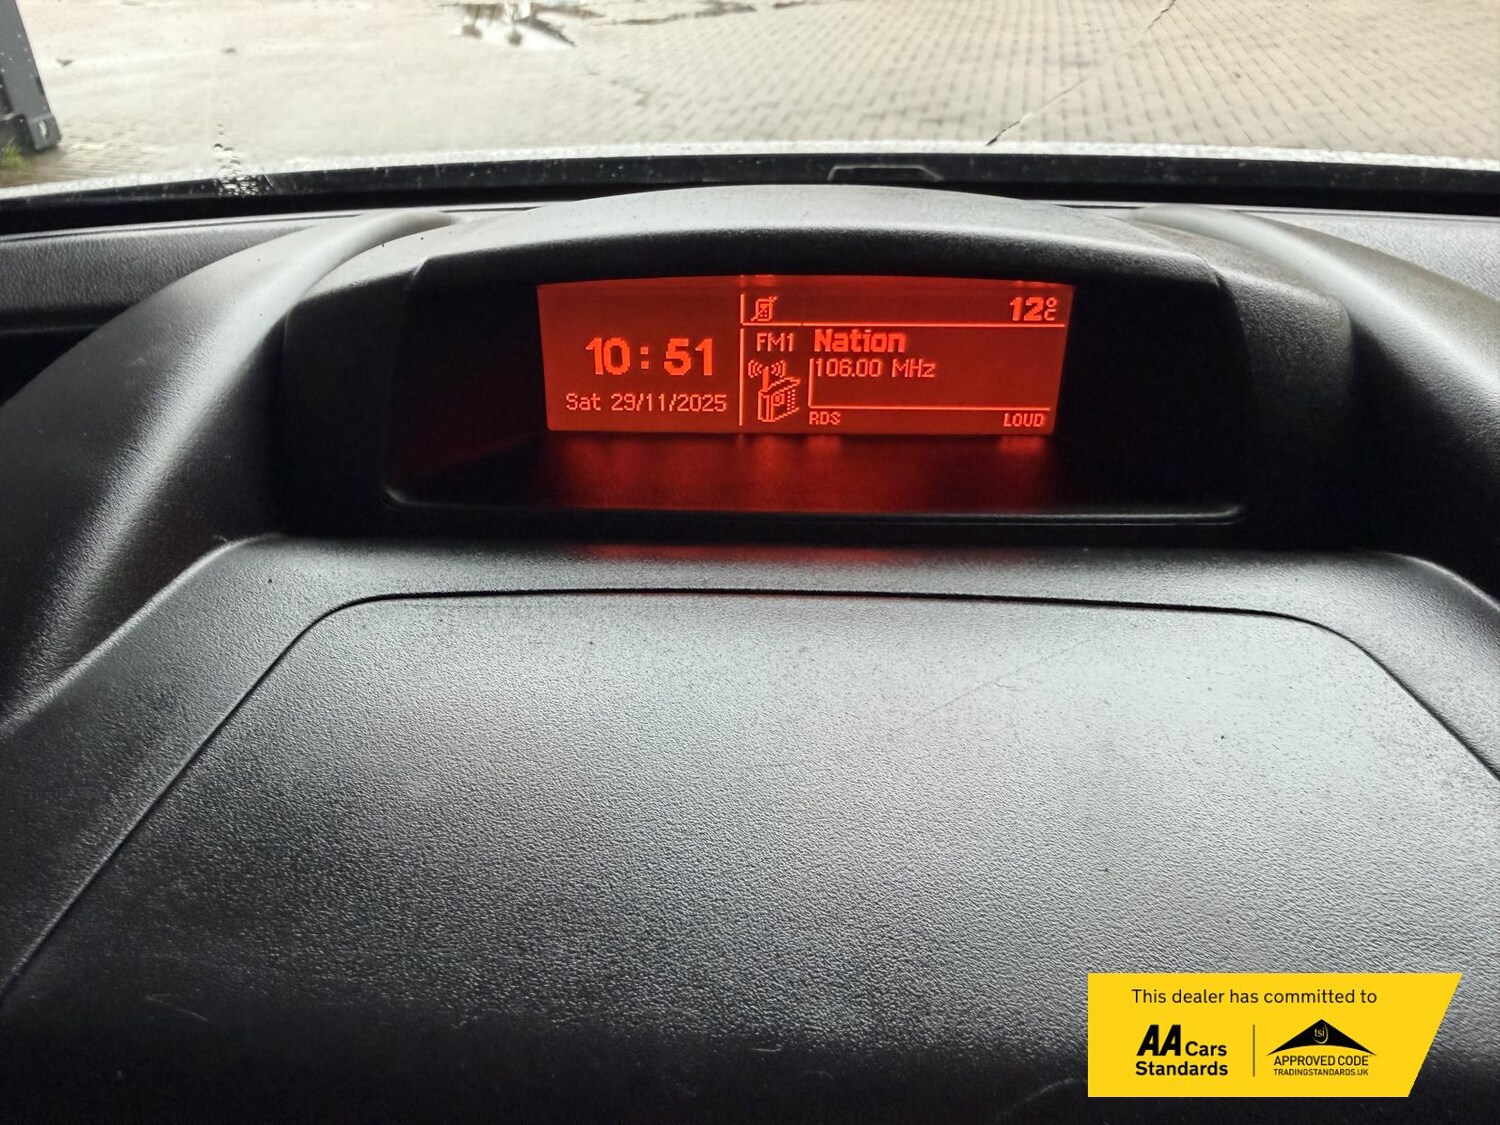 12°C
10:51
FM1 Nation
106.00 MHz
Sat 29/11/2025
RDS LOUD
This dealer has committed to
AA Cars
Standards
tsi
APPROVED CODE
TRADINGSTANDARDS.UK